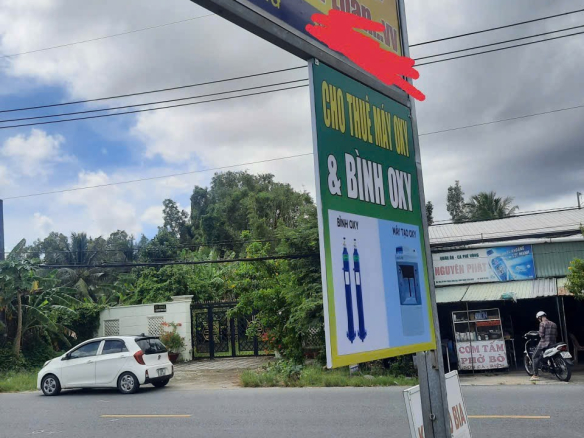 CHO THUÊ MÁY OXY
& BÌNH OXY
BÌNH OXY
MÁY TẠO OXY
NGUYÊN PHÁT
CƠM TẤM
PHỞ BÒ
BIA